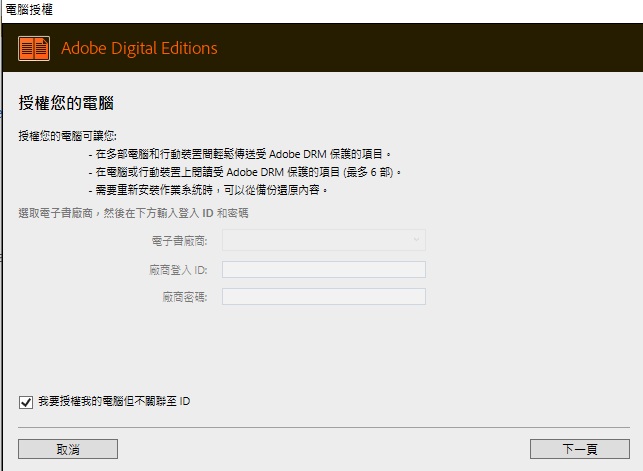 電腦授權
Adobe Digital Editions
授權您的電腦
授權您的電腦可讓您:
- 在多部電腦和行動裝置間輕鬆傳送受 Adobe DRM 保護的項目。
- 在電腦或行動裝置上閱讀受 Adobe DRM 保護的項目 (最多 6 部)。
- 需要重新安裝作業系統時，可以從備份還原內容。
選取電子書廠商，然後在下方輸入登入 ID 和密碼
電子書廠商:
廠商登入 ID:
廠商密碼:
我要授權我的電腦但不關聯至 ID
取消
下一頁